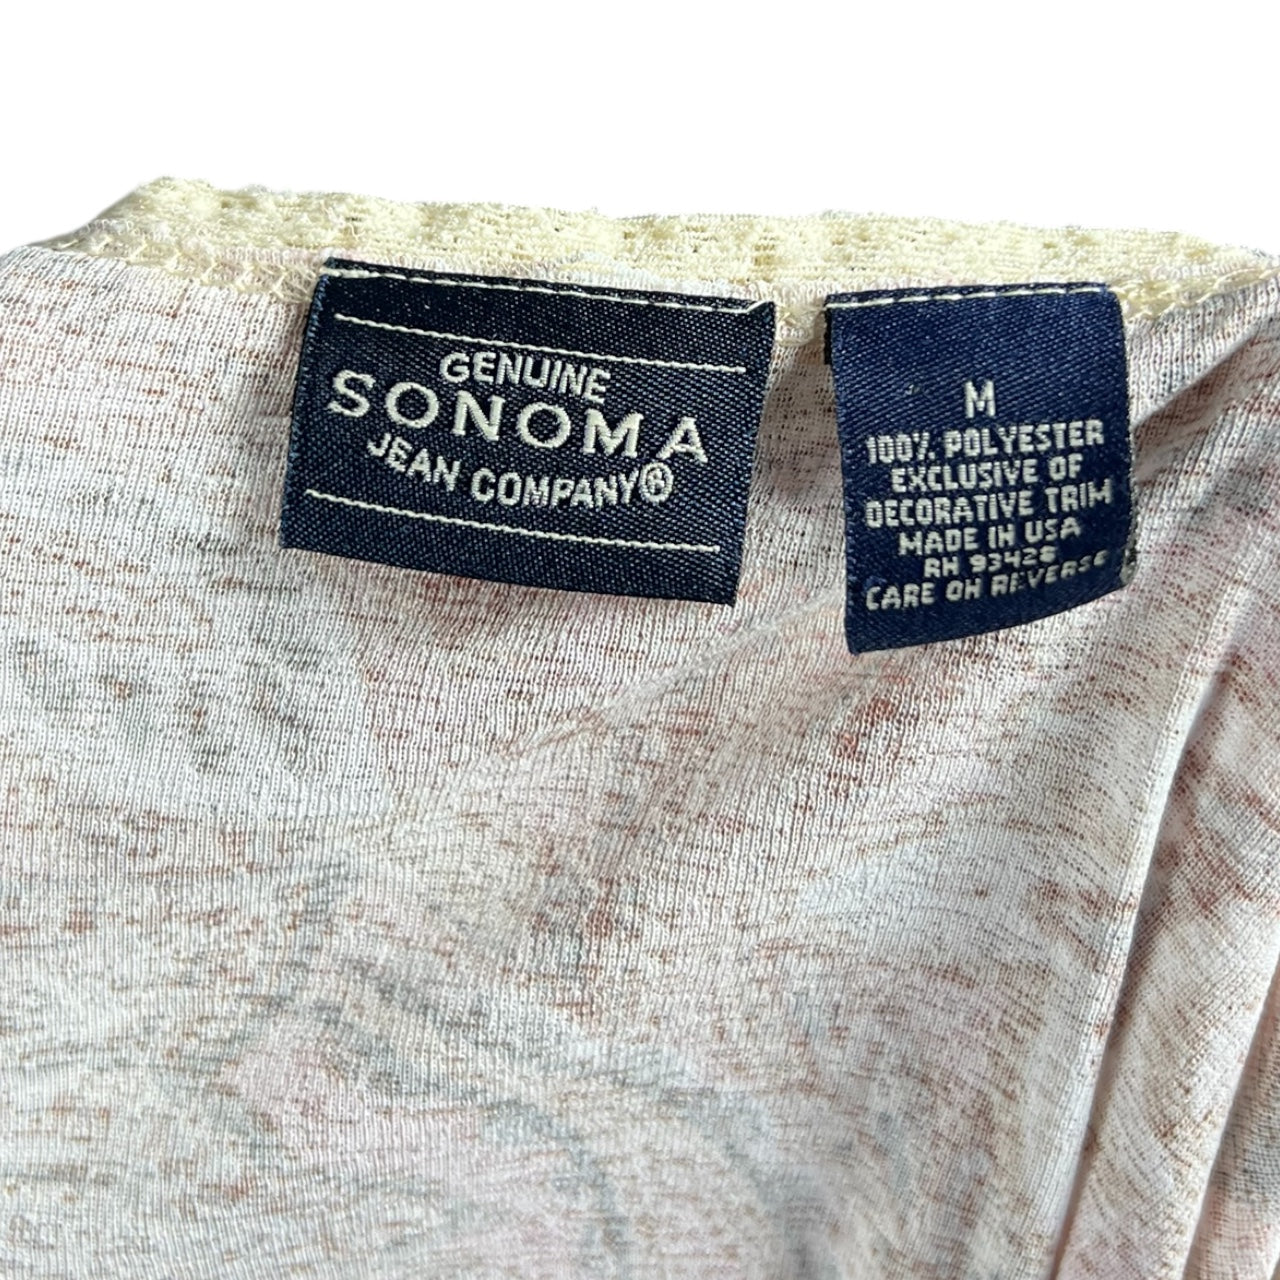 GENUINE
SONOMA
JEAN COMPANY®
M
100% POLYESTER
EXCLUSIVE OF
DECORATIVE TRIM
MADE IN USA
RN 93428
CARE ON REVERSE